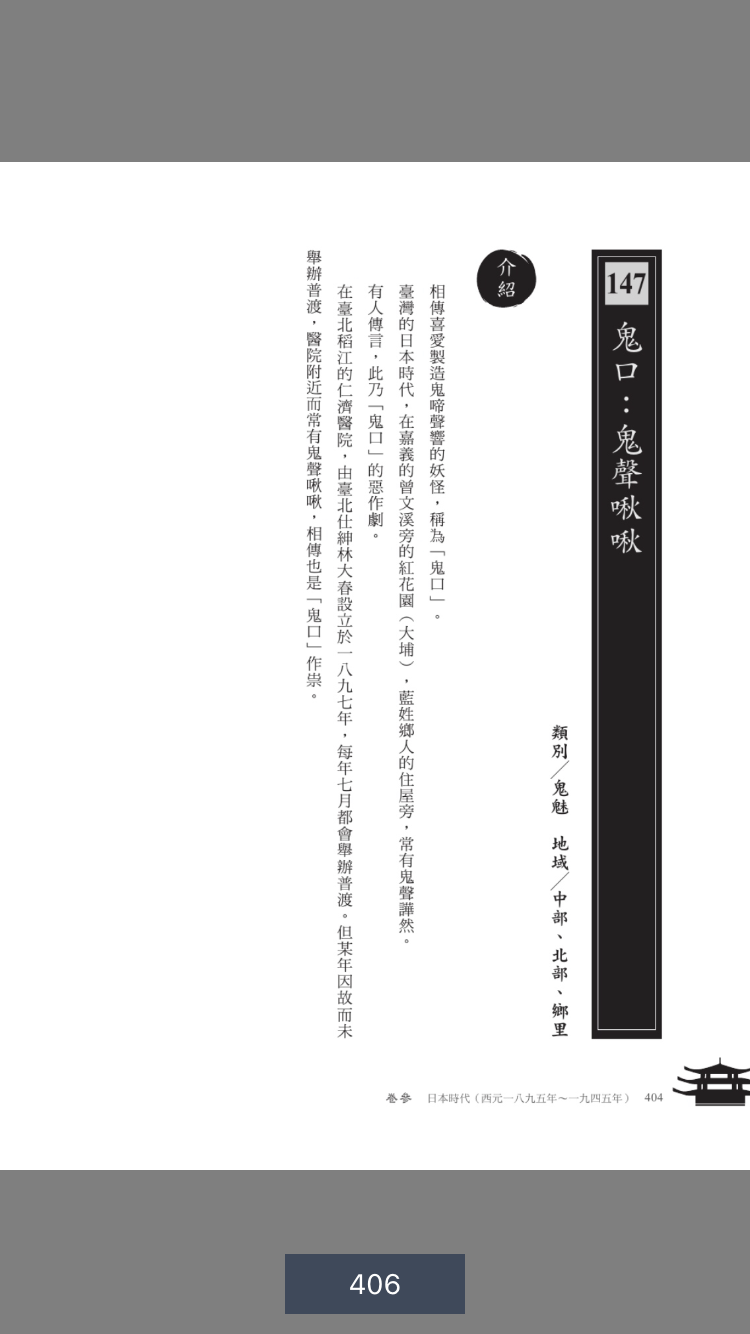 147
鬼口：鬼聲啾啾
類別／鬼魅　地域／中部、北部、鄉里
介紹
相傳喜愛製造鬼啼聲響的妖怪，稱為「鬼口」。
臺灣的日本時代，在嘉義的曾文溪旁的紅花園（大埔），藍姓鄉人的住屋旁，常有鬼聲譁然。
有人傳言，此乃「鬼口」的惡作劇。
在臺北稻江的仁濟醫院，由臺北仕紳林大春設立於一八九七年，每年七月都會舉辦普渡。但某年因故而未
舉辦普渡，醫院附近而常有鬼聲啾啾，相傳也是「鬼口」作祟。
卷參　日本時代（西元一八九五年～一九四五年）　404
406